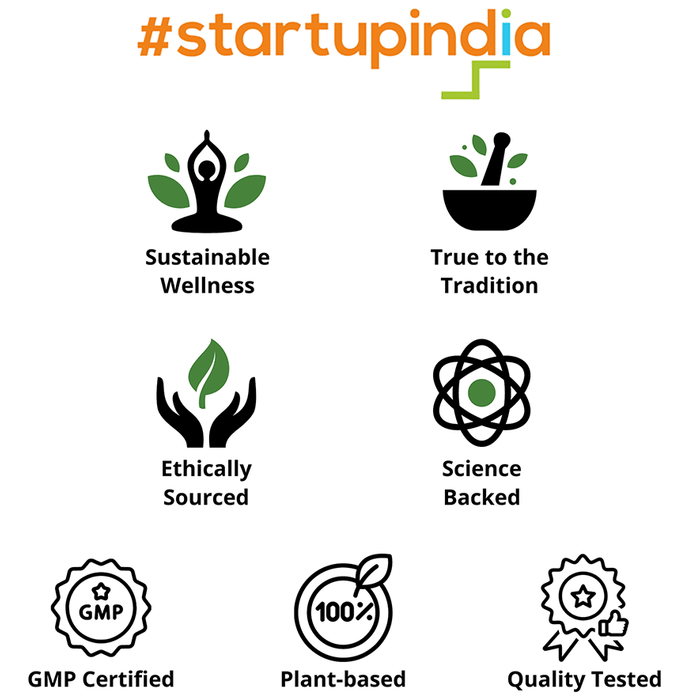 #startupindia
Sustainable
Wellness
True to the
Tradition
Ethically
Sourced
Science
Backed
GMP
100%
GMP Certified
Plant-based
Quality Tested